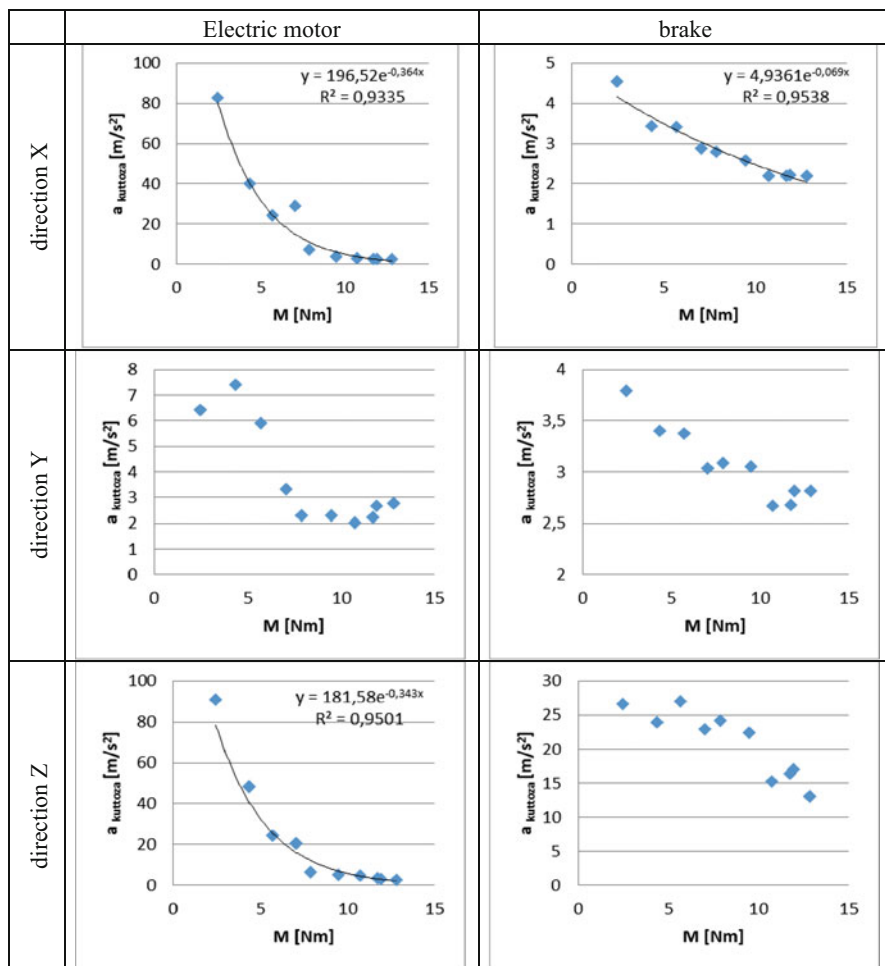 Electric motor
brake
direction X
100
80
60
40
20
0
a kuttoza [m/s²]
0 5 10 15
M [Nm]
y = 196,52e^-0,364x
R² = 0,9335
5
4
3
2
1
0
a kuttoza [m/s²]
0 5 10 15
M [Nm]
y = 4,9361e^-0,069x
R² = 0,9538
direction Y
8
7
6
5
4
3
2
1
0
a kuttoza [m/s²]
0 5 10 15
M [Nm]
4
3,5
3
2,5
2
a kuttoza [m/s²]
0 5 10 15
M [Nm]
direction Z
100
80
60
40
20
0
a kuttoza [m/s²]
0 5 10 15
M [Nm]
y = 181,58e^-0,343x
R² = 0,9501
30
25
20
15
10
5
0
a kuttoza [m/s²]
0 5 10 15
M [Nm]